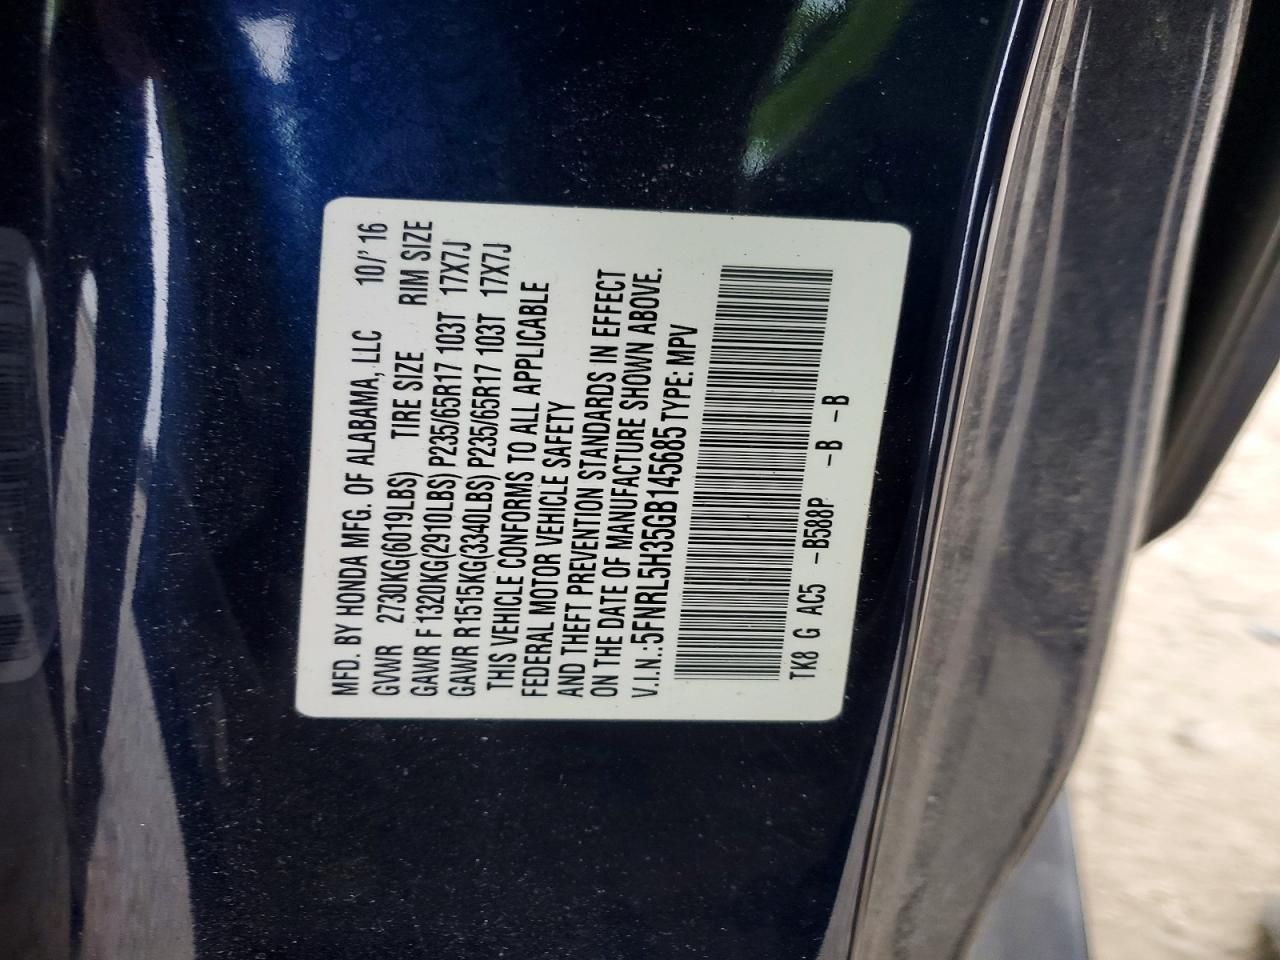 MFD. BY HONDA MFG. OF ALABAMA, LLC 10/' 16
GVWR 2730KG(6019LBS) TIRE SIZE RIM SIZE
GAWR F 1320KG(2910LBS) P235/65R17 103T 17X7J
GAWR R 1515KG(3340LBS) P235/65R17 103T 17X7J
THIS VEHICLE CONFORMS TO ALL APPLICABLE
FEDERAL MOTOR VEHICLE SAFETY
AND THEFT PREVENTION STANDARDS IN EFFECT
ON THE DATE OF MANUFACTURE SHOWN ABOVE.
V.I.N.:5FNRL5H35GB145685 TYPE: MPV
TK8 G AC5 -B588P -B -B